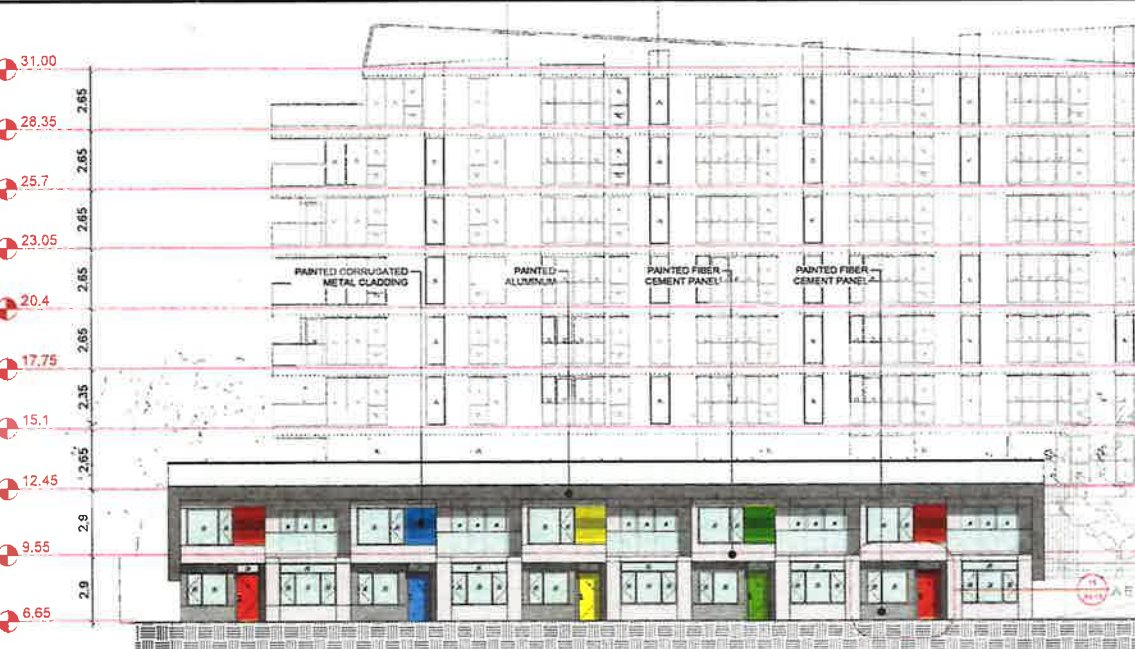 31.00
2.65
28.35
2.65
25.7
2.65
23.05
PAINTED CORRUGATED
METAL CLADDING
PAINTED
ALUMINUM
PAINTED FIBER
CEMENT PANEL
PAINTED FIBER
CEMENT PANEL
2.65
20.4
2.65
17.75
2.35
15.1
2.65
12.45
2.9
9.55
2.9
6.65